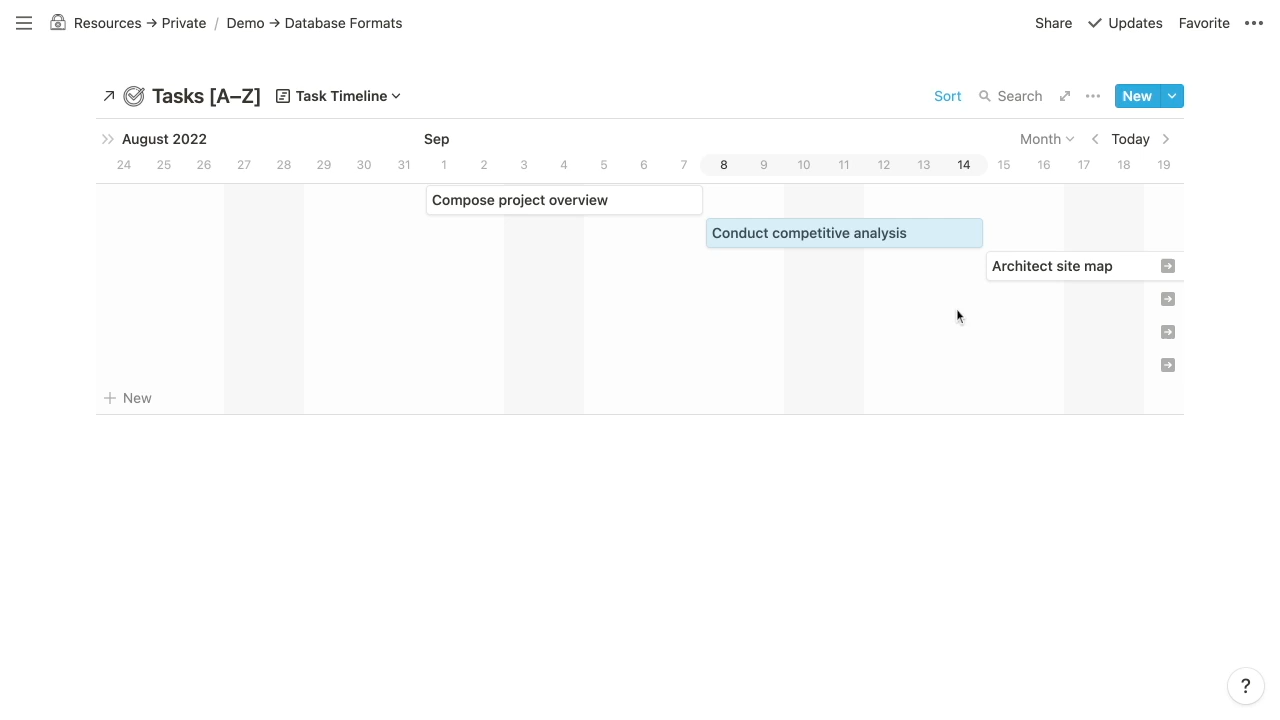 Resources → Private / Demo → Database Formats
Share Updates Favorite •••
Tasks [A–Z] Task Timeline
Sort Search ••• New
August 2022 Sep Month Today
24 25 26 27 28 29 30 31 1 2 3 4 5 6 7 8 9 10 11 12 13 14 15 16 17 18 19
Compose project overview
Conduct competitive analysis
Architect site map
+ New
?